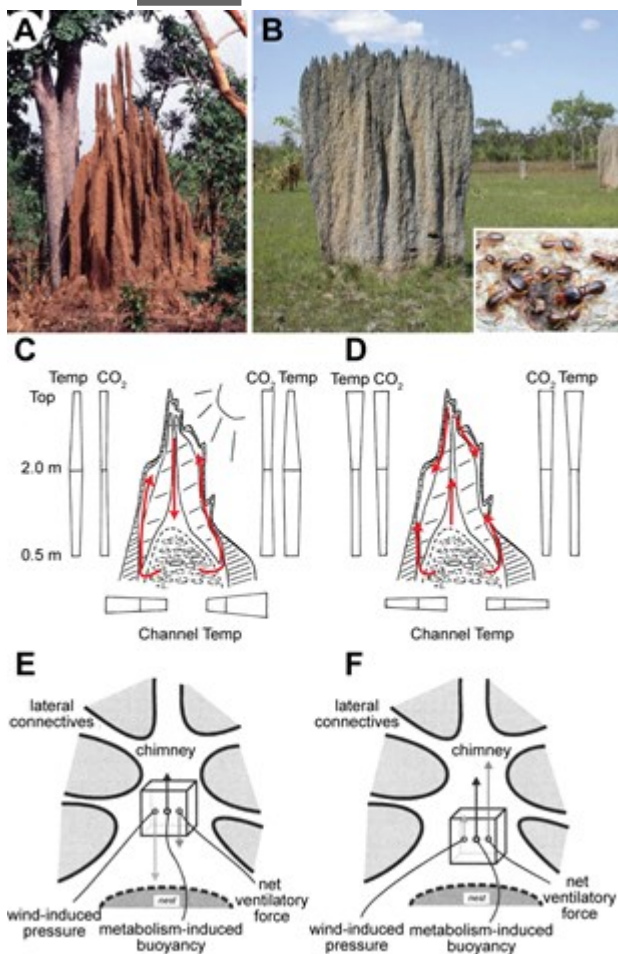 A
B
C
D
Temp
CO2
CO2
Temp
Temp
CO2
CO2
Temp
Top
2.0 m
0.5 m
Channel Temp
Channel Temp
E
F
lateral
connectives
chimney
nest
wind-induced
pressure
metabolism-induced
buoyancy
net
ventilatory
force
lateral
connectives
chimney
nest
wind-induced
pressure
metabolism-induced
buoyancy
net
ventilatory
force